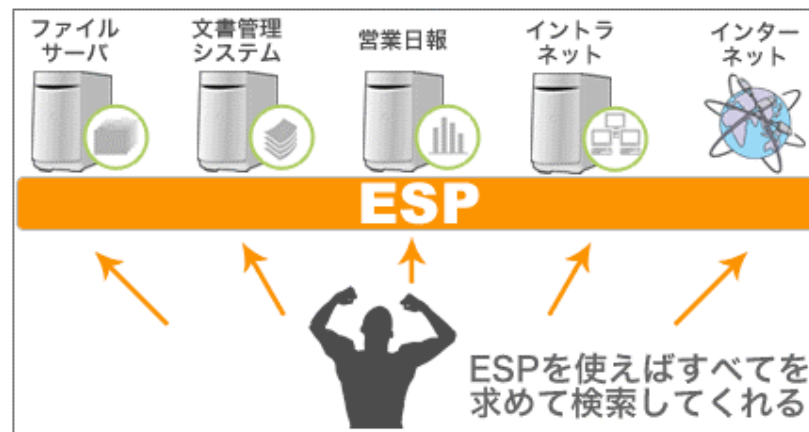 ファイル
サーバ
文書管理
システム
営業日報
イントラ
ネット
インター
ネット
ESP
ESPを使えばすべてを
求めて検索してくれる